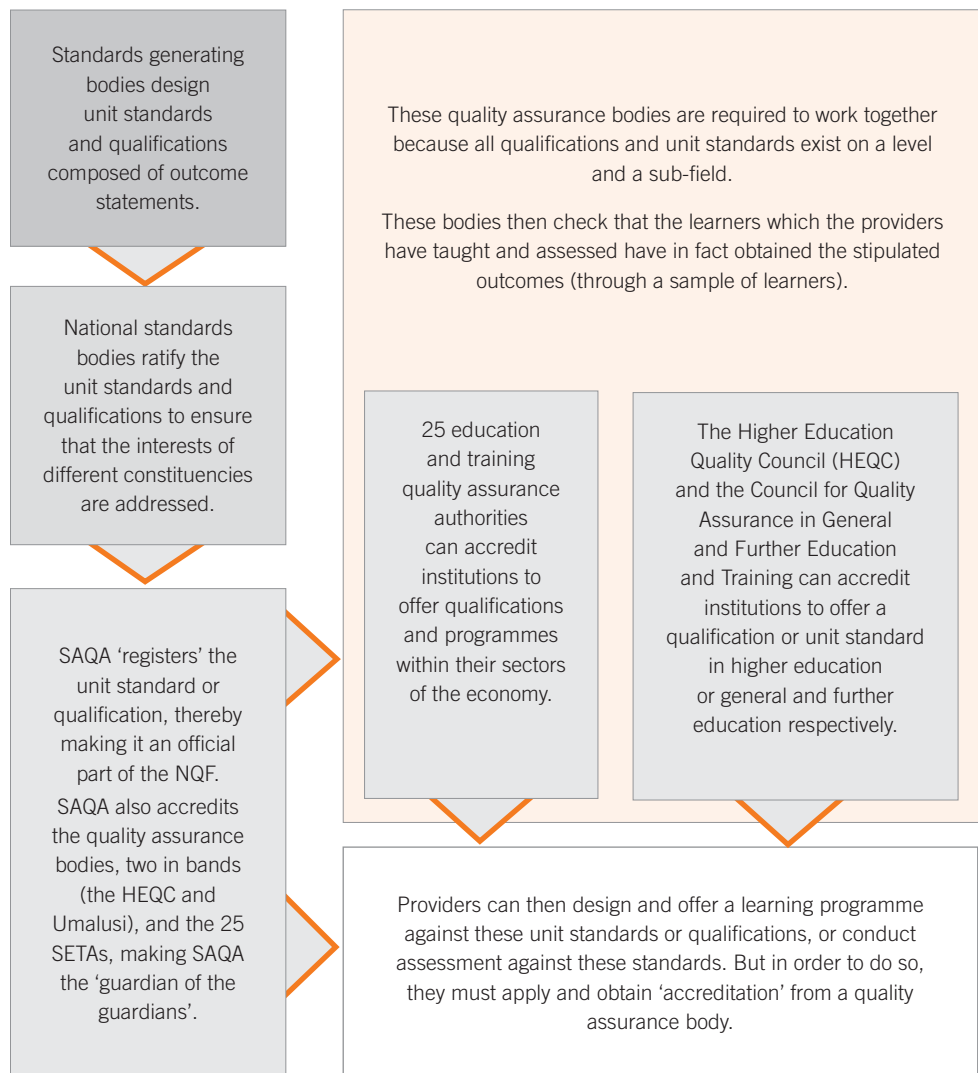 Standards generating
bodies design
unit standards
and qualifications
composed of outcome
statements.
National standards
bodies ratify the
unit standards and
qualifications to ensure
that the interests of
different constituencies
are addressed.
SAQA ‘registers’ the
unit standard or
qualification, thereby
making it an official
part of the NQF.
SAQA also accredits
the quality assurance
bodies, two in bands
(the HEQC and
Umalusi), and the 25
SETAs, making SAQA
the ‘guardian of the
guardians’.
These quality assurance bodies are required to work together
because all qualifications and unit standards exist on a level
and a sub-field.
These bodies then check that the learners which the providers
have taught and assessed have in fact obtained the stipulated
outcomes (through a sample of learners).
25 education
and training
quality assurance
authorities
can accredit
institutions to
offer qualifications
and programmes
within their sectors
of the economy.
The Higher Education
Quality Council (HEQC)
and the Council for Quality
Assurance in General
and Further Education
and Training can accredit
institutions to offer a
qualification or unit standard
in higher education
or general and further
education respectively.
Providers can then design and offer a learning programme
against these unit standards or qualifications, or conduct
assessment against these standards. But in order to do so,
they must apply and obtain ‘accreditation’ from a quality
assurance body.